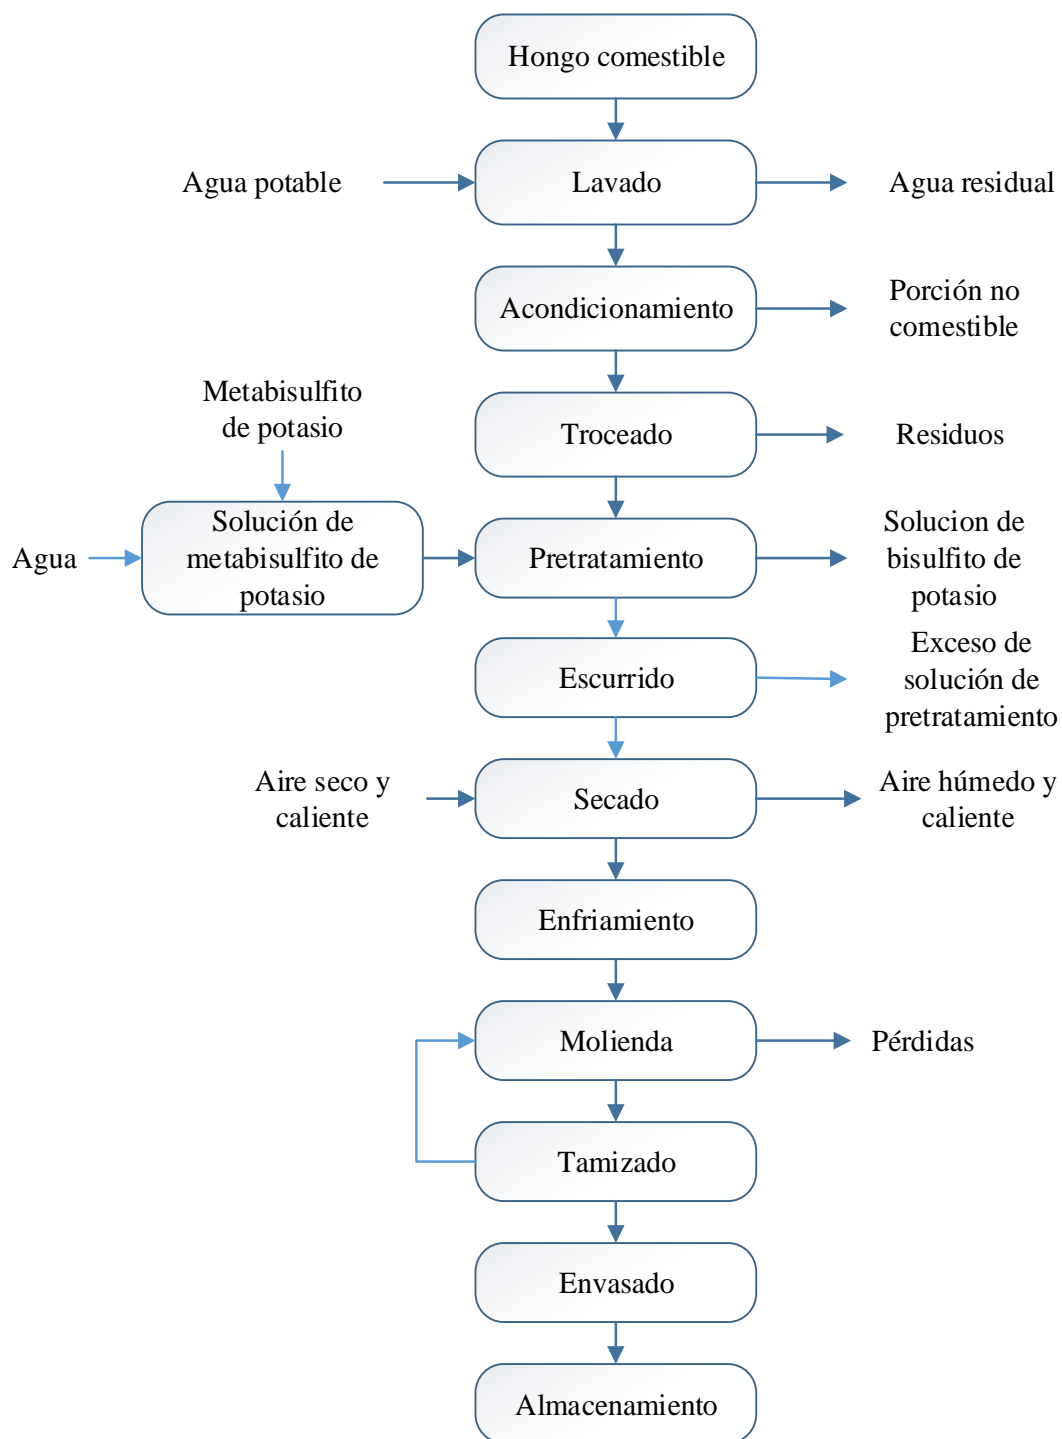 Hongo comestible
Agua potable
Lavado
Agua residual
Acondicionamiento
Porción no
comestible
Metabisulfito
de potasio
Troceado
Residuos
Agua
Solución de
metabisulfito de
potasio
Pretratamiento
Solucion de
bisulfito de
potasio
Escurrido
Exceso de
solución de
pretratamiento
Aire seco y
caliente
Secado
Aire húmedo y
caliente
Enfriamiento
Molienda
Pérdidas
Tamizado
Envasado
Almacenamiento